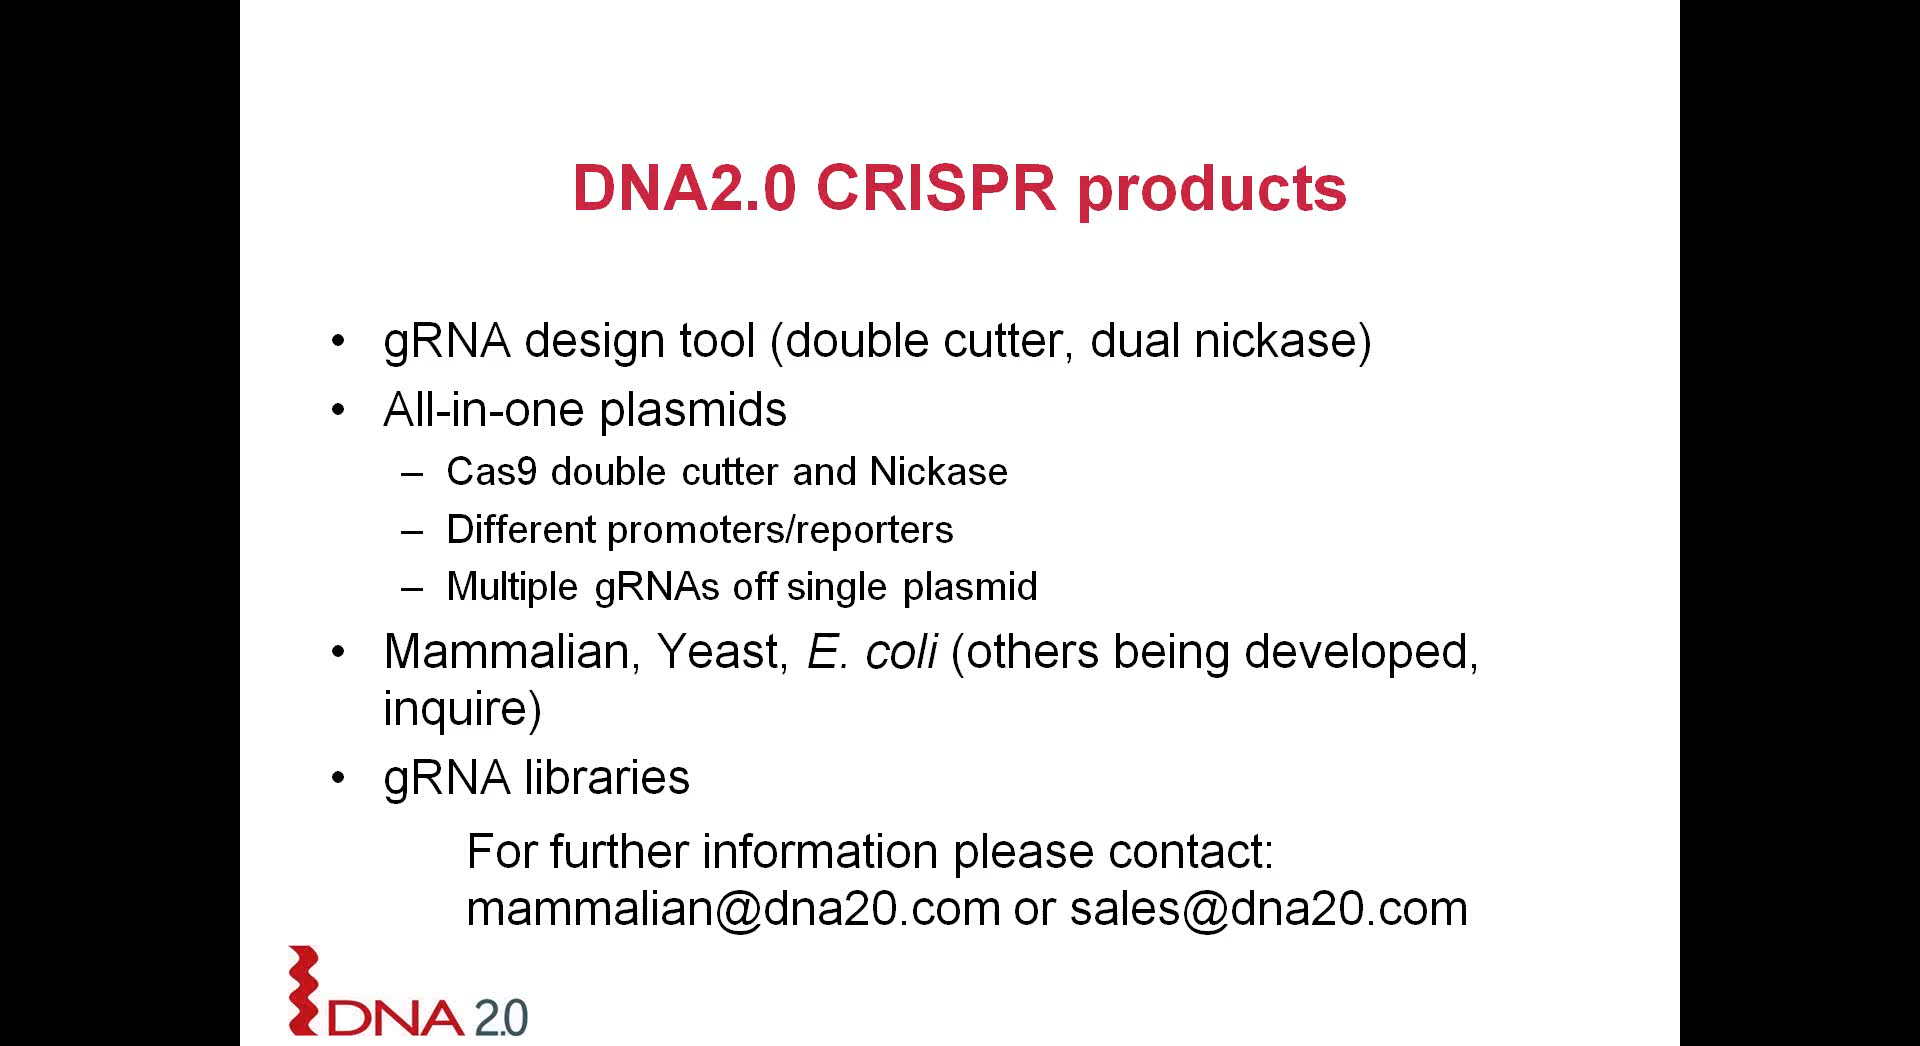 DNA2.0 CRISPR products
• gRNA design tool (double cutter, dual nickase)
• All-in-one plasmids
– Cas9 double cutter and Nickase
– Different promoters/reporters
– Multiple gRNAs off single plasmid
• Mammalian, Yeast, E. coli (others being developed,
inquire)
• gRNA libraries
For further information please contact:
mammalian@dna20.com or sales@dna20.com
DNA 2.0